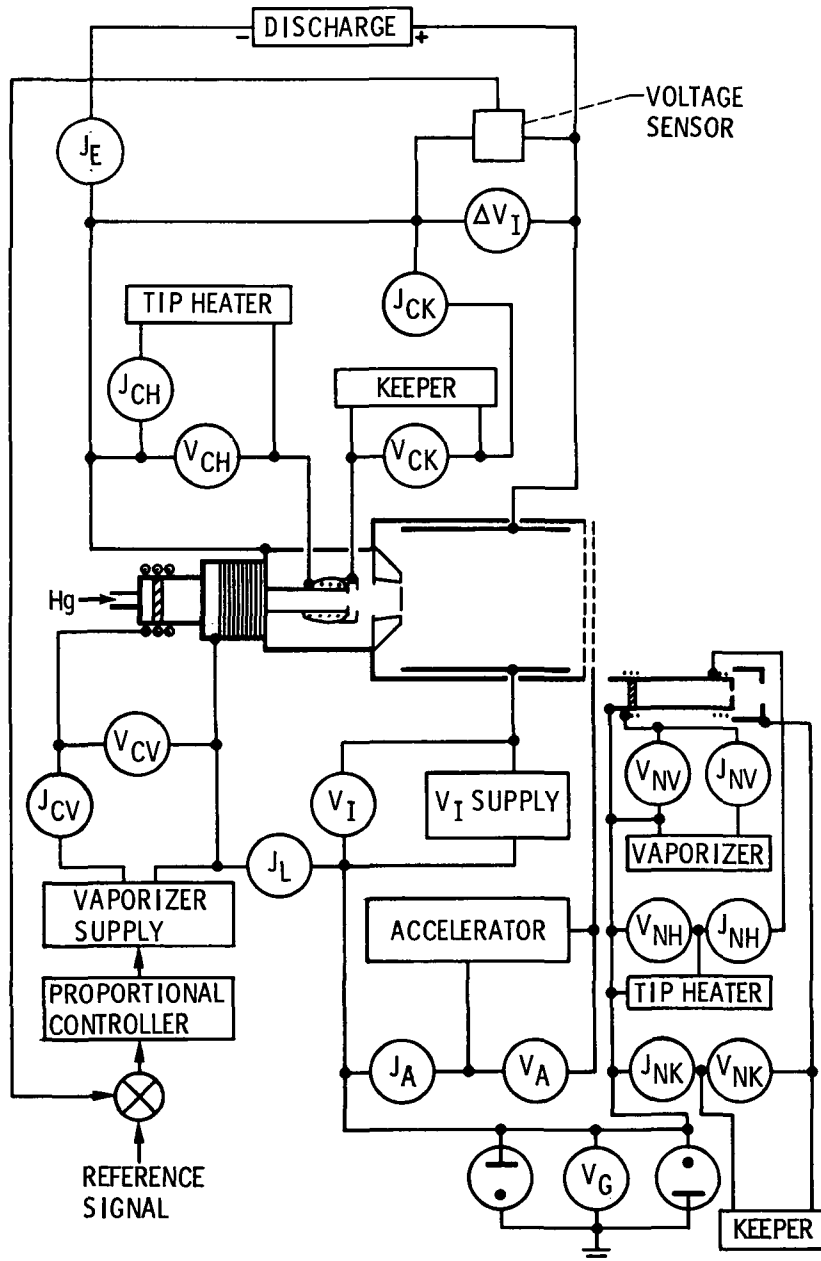 - DISCHARGE +
VOLTAGE
SENSOR
J_E
ΔV_I
J_CK
TIP HEATER
J_CH
KEEPER
V_CH
V_CK
Hg
V_CV
J_CV
V_I
V_I SUPPLY
V_NV
J_NV
VAPORIZER
J_L
VAPORIZER
SUPPLY
ACCELERATOR
V_NH
J_NH
TIP HEATER
PROPORTIONAL
CONTROLLER
J_A
V_A
J_NK
V_NK
REFERENCE
SIGNAL
V_G
KEEPER